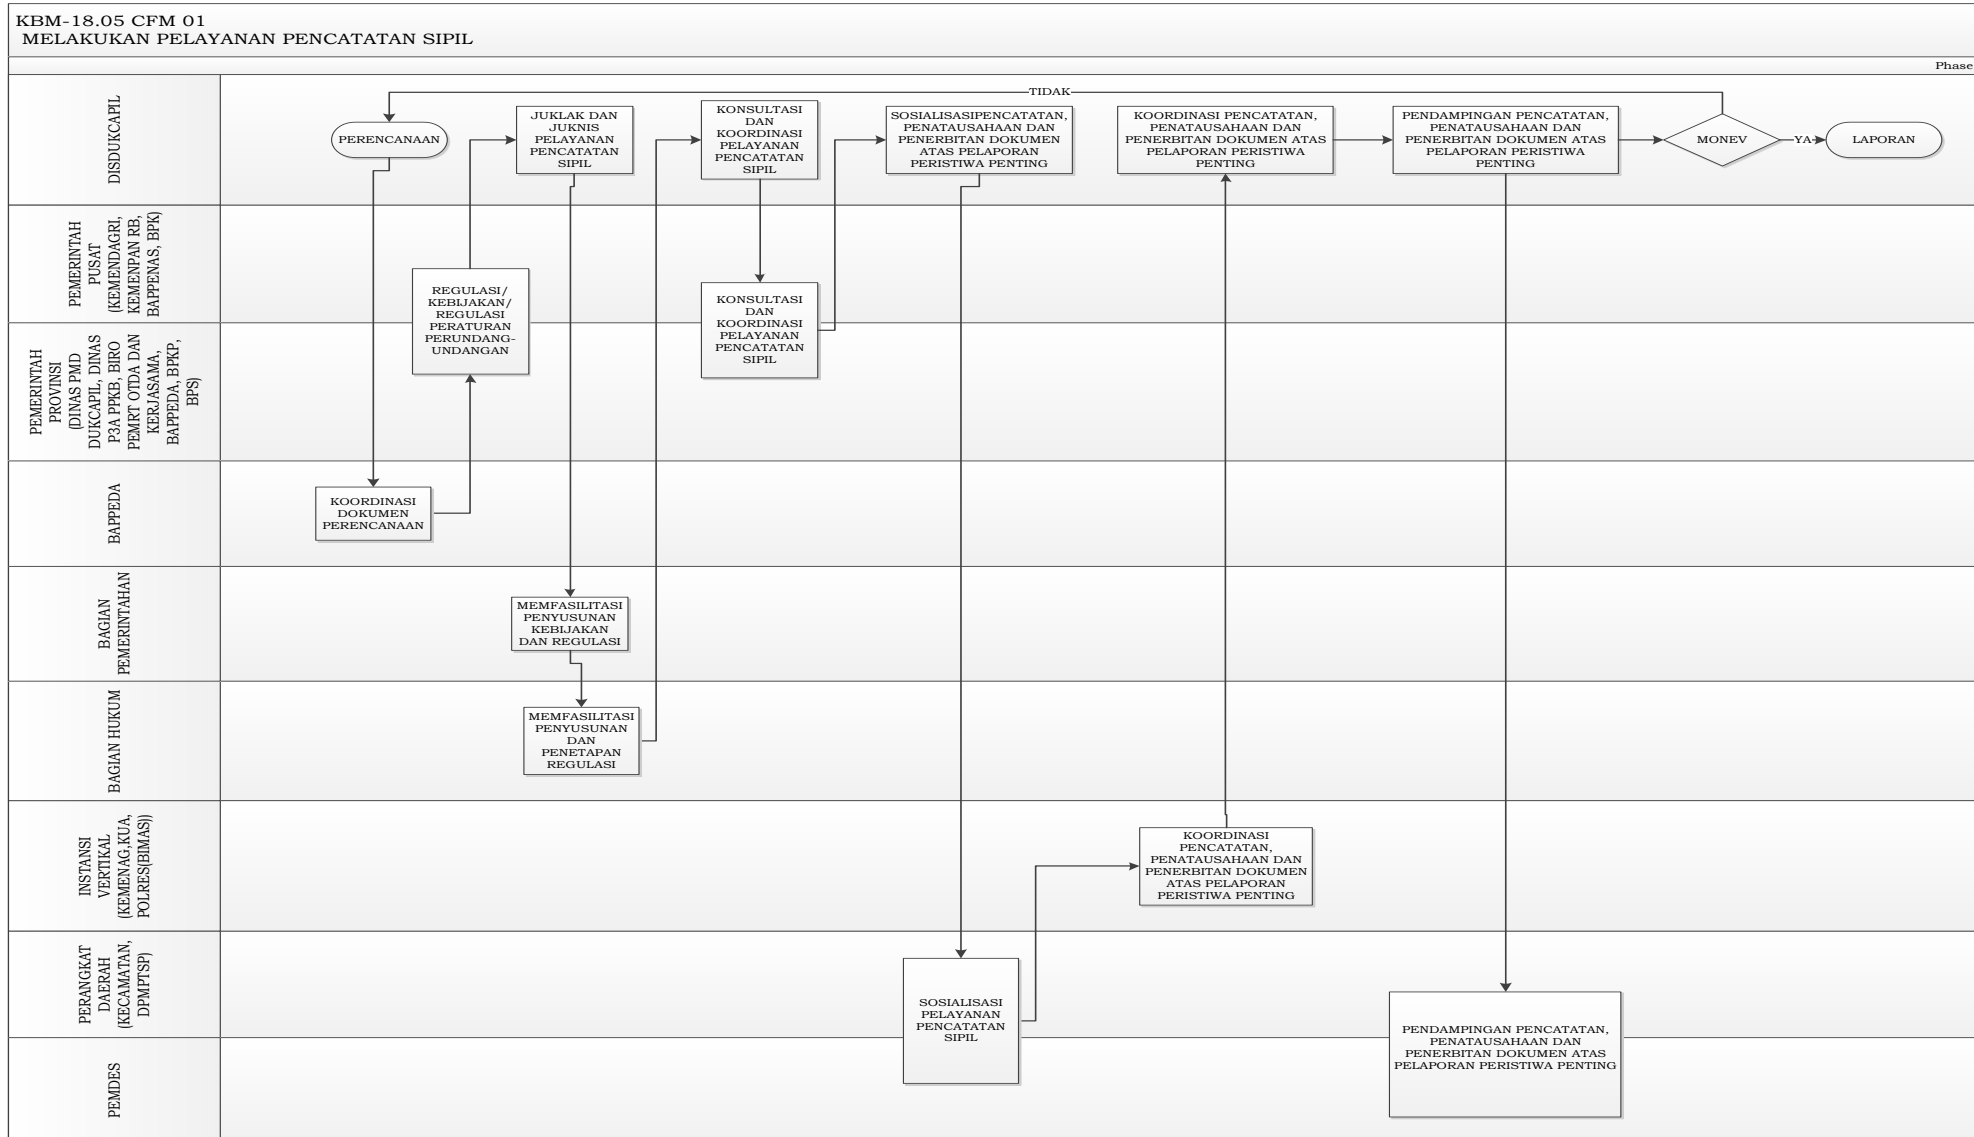 KBM-18.05 CFM 01
MELAKUKAN PELAYANAN PENCATATAN SIPIL
Phase
DISDUKCAPIL
TIDAK
PERENCANAAN
JUKLAK DAN
JUKNIS
PELAYANAN
PENCATATAN
SIPIL
KONSULTASI
DAN
KOORDINASI
PELAYANAN
PENCATATAN
SIPIL
SOSIALISASIPENCATATAN,
PENATAUSAHAAN DAN
PENERBITAN DOKUMEN
ATAS PELAPORAN
PERISTIWA PENTING
KOORDINASI PENCATATAN,
PENATAUSAHAAN DAN
PENERBITAN DOKUMEN ATAS
PELAPORAN PERISTIWA
PENTING
PENDAMPINGAN PENCATATAN,
PENATAUSAHAAN DAN
PENERBITAN DOKUMEN ATAS
PELAPORAN PERISTIWA
PENTING
MONEV
YA
LAPORAN
PEMERINTAH
PUSAT
(KEMENDAGRI,
KEMENPAN RB,
BAPPENAS, BPK)
REGULASI/
KEBIJAKAN/
REGULASI
PERATURAN
PERUNDANG-
UNDANGAN
KONSULTASI
DAN
KOORDINASI
PELAYANAN
PENCATATAN
SIPIL
PEMERINTAH
PROVINSI
(DINAS PMD
DUKCAPIL, DINAS
P3A PPKB, BIRO
PEMRT OTDA DAN
KERJASAMA,
BAPPEDA, BPKP,
BPS)
BAPPEDA
KOORDINASI
DOKUMEN
PERENCANAAN
BAGIAN
PEMERINTAHAN
MEMFASILITASI
PENYUSUNAN
KEBIJAKAN
DAN REGULASI
BAGIAN HUKUM
MEMFASILITASI
PENYUSUNAN
DAN
PENETAPAN
REGULASI
INSTANSI
VERTIKAL
(KEMENAG,KUA,
POLRES(BIMAS))
KOORDINASI
PENCATATAN,
PENATAUSAHAAN DAN
PENERBITAN DOKUMEN
ATAS PELAPORAN
PERISTIWA PENTING
PERANGKAT
DAERAH
(KECAMATAN,
DPMPTSP)
SOSIALISASI
PELAYANAN
PENCATATAN
SIPIL
PENDAMPINGAN PENCATATAN,
PENATAUSAHAAN DAN
PENERBITAN DOKUMEN ATAS
PELAPORAN PERISTIWA PENTING
PEMDES